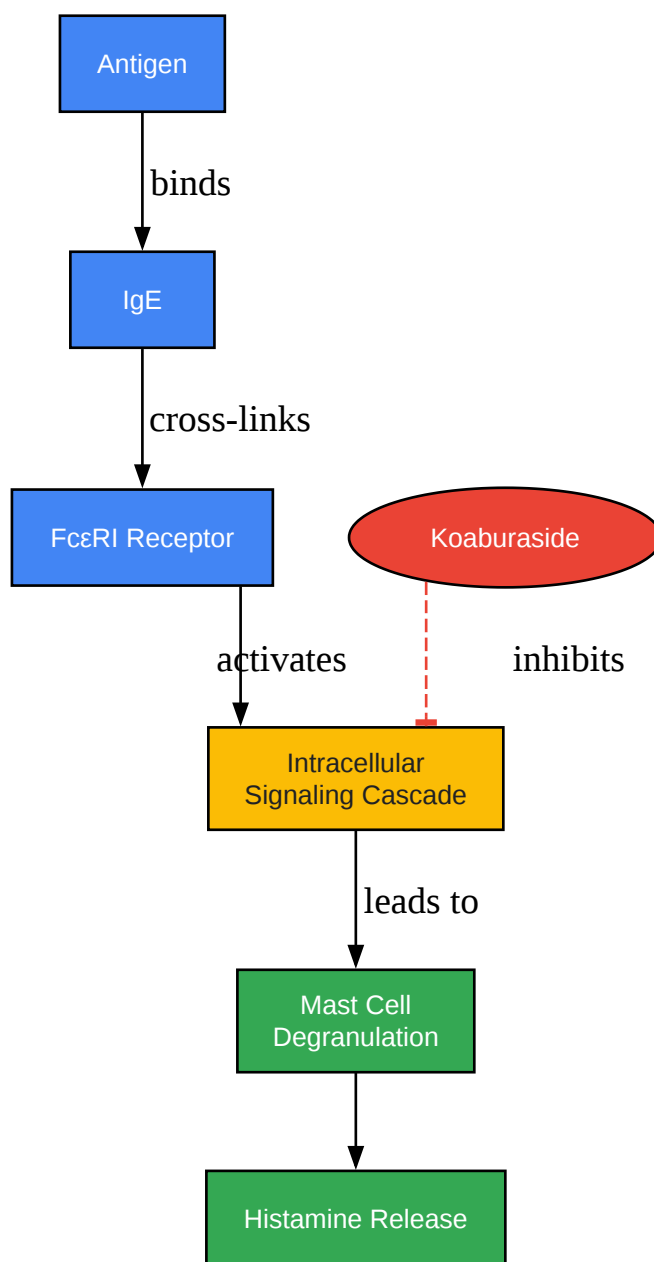 Antigen
binds
IgE
cross-links
FcεRI Receptor
Koaburaside
activates
inhibits
Intracellular
Signaling Cascade
leads to
Mast Cell
Degranulation
Histamine Release